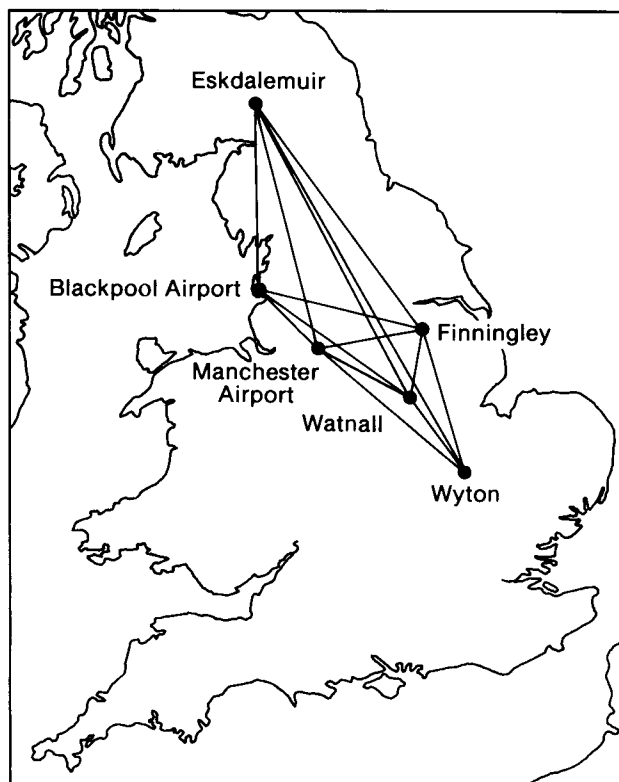 Eskdalemuir
Blackpool Airport
Finningley
Manchester
Airport
Watnall
Wyton